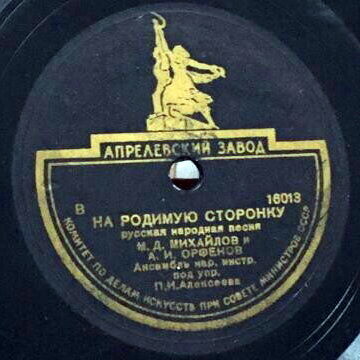 АПРЕЛЕВСКИЙ ЗАВОД
В
16013
НА РОДИМУЮ СТОРОНКУ
русская народная песня
М. Д. МИХАЙЛОВ и
А. И. ОРФЕНОВ
Ансамбль нар. инстр.
под упр.
П.И.Алексеева
КОМИТЕТ ПО ДЕЛАМ ИСКУССТВ ПРИ СОВЕТЕ МИНИСТРОВ СССР